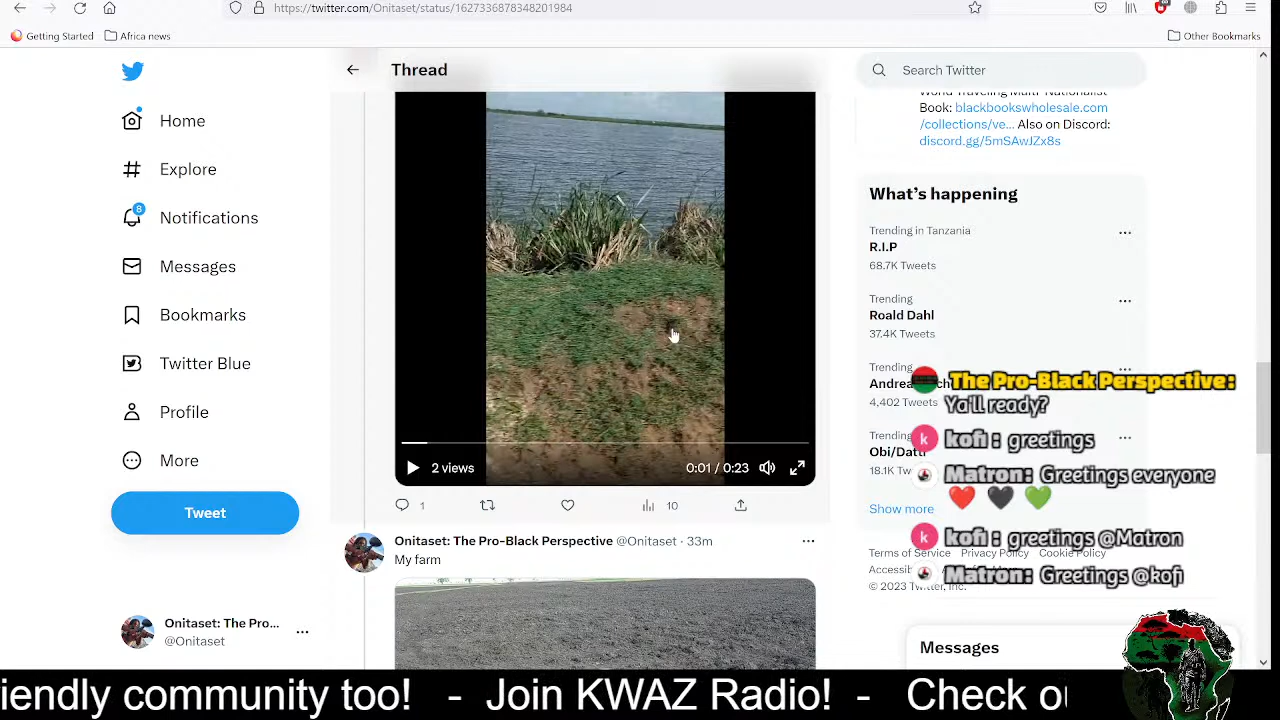 https://twitter.com/Onitaset/status/1627336878348201984
Getting Started
Africa news
Other Bookmarks
Thread
Search Twitter
Home
Explore
8
Notifications
Messages
Bookmarks
Twitter Blue
Profile
More
Tweet
Onitaset: The Pro...
@Onitaset
2 views
0:01 / 0:23
1
10
Onitaset: The Pro-Black Perspective @Onitaset · 33m
My farm
Book: blackbookswholesale.com
/collections/ve... Also on Discord:
discord.gg/5mSAwJZx8s
What's happening
Trending in Tanzania
R.I.P
68.7K Tweets
Trending
Roald Dahl
37.4K Tweets
Trending
4,402 Tweets
Obi/Datti
18.1K
Show more
Terms of Service Privacy Policy Cookie Policy
© 2023 Twitter, Inc.
The Pro-Black Perspective:
Ya'll ready?
kofi : greetings
Matron: Greetings everyone
kofi : greetings @Matron
Matron: Greetings @kofi
Messages
community too! - Join KWAZ Radio! - Check